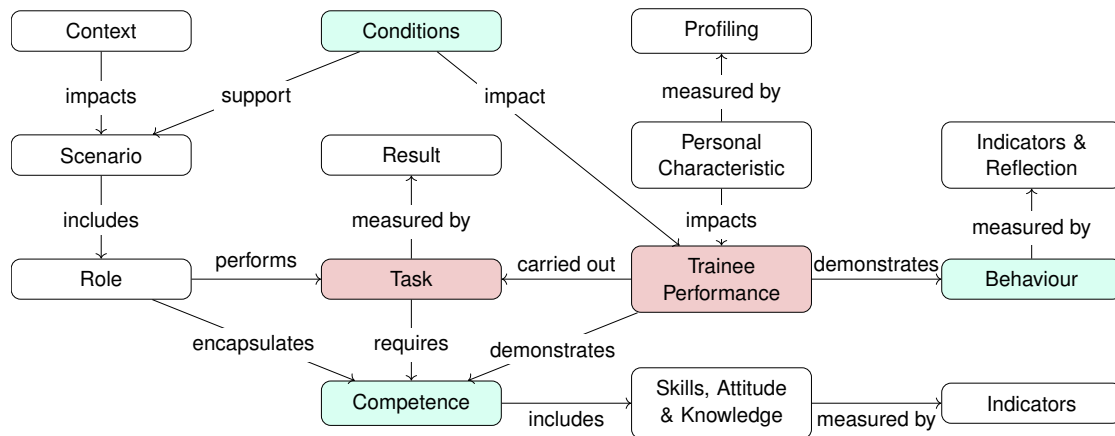 Context
Conditions
Profiling
impacts
support
impact
measured by
Scenario
Result
Personal
Characteristic
Indicators &
Reflection
includes
measured by
impacts
measured by
Role
performs
Task
carried out
Trainee
Performance
demonstrates
Behaviour
encapsulates
requires
demonstrates
Competence
includes
Skills, Attitude
& Knowledge
measured by
Indicators